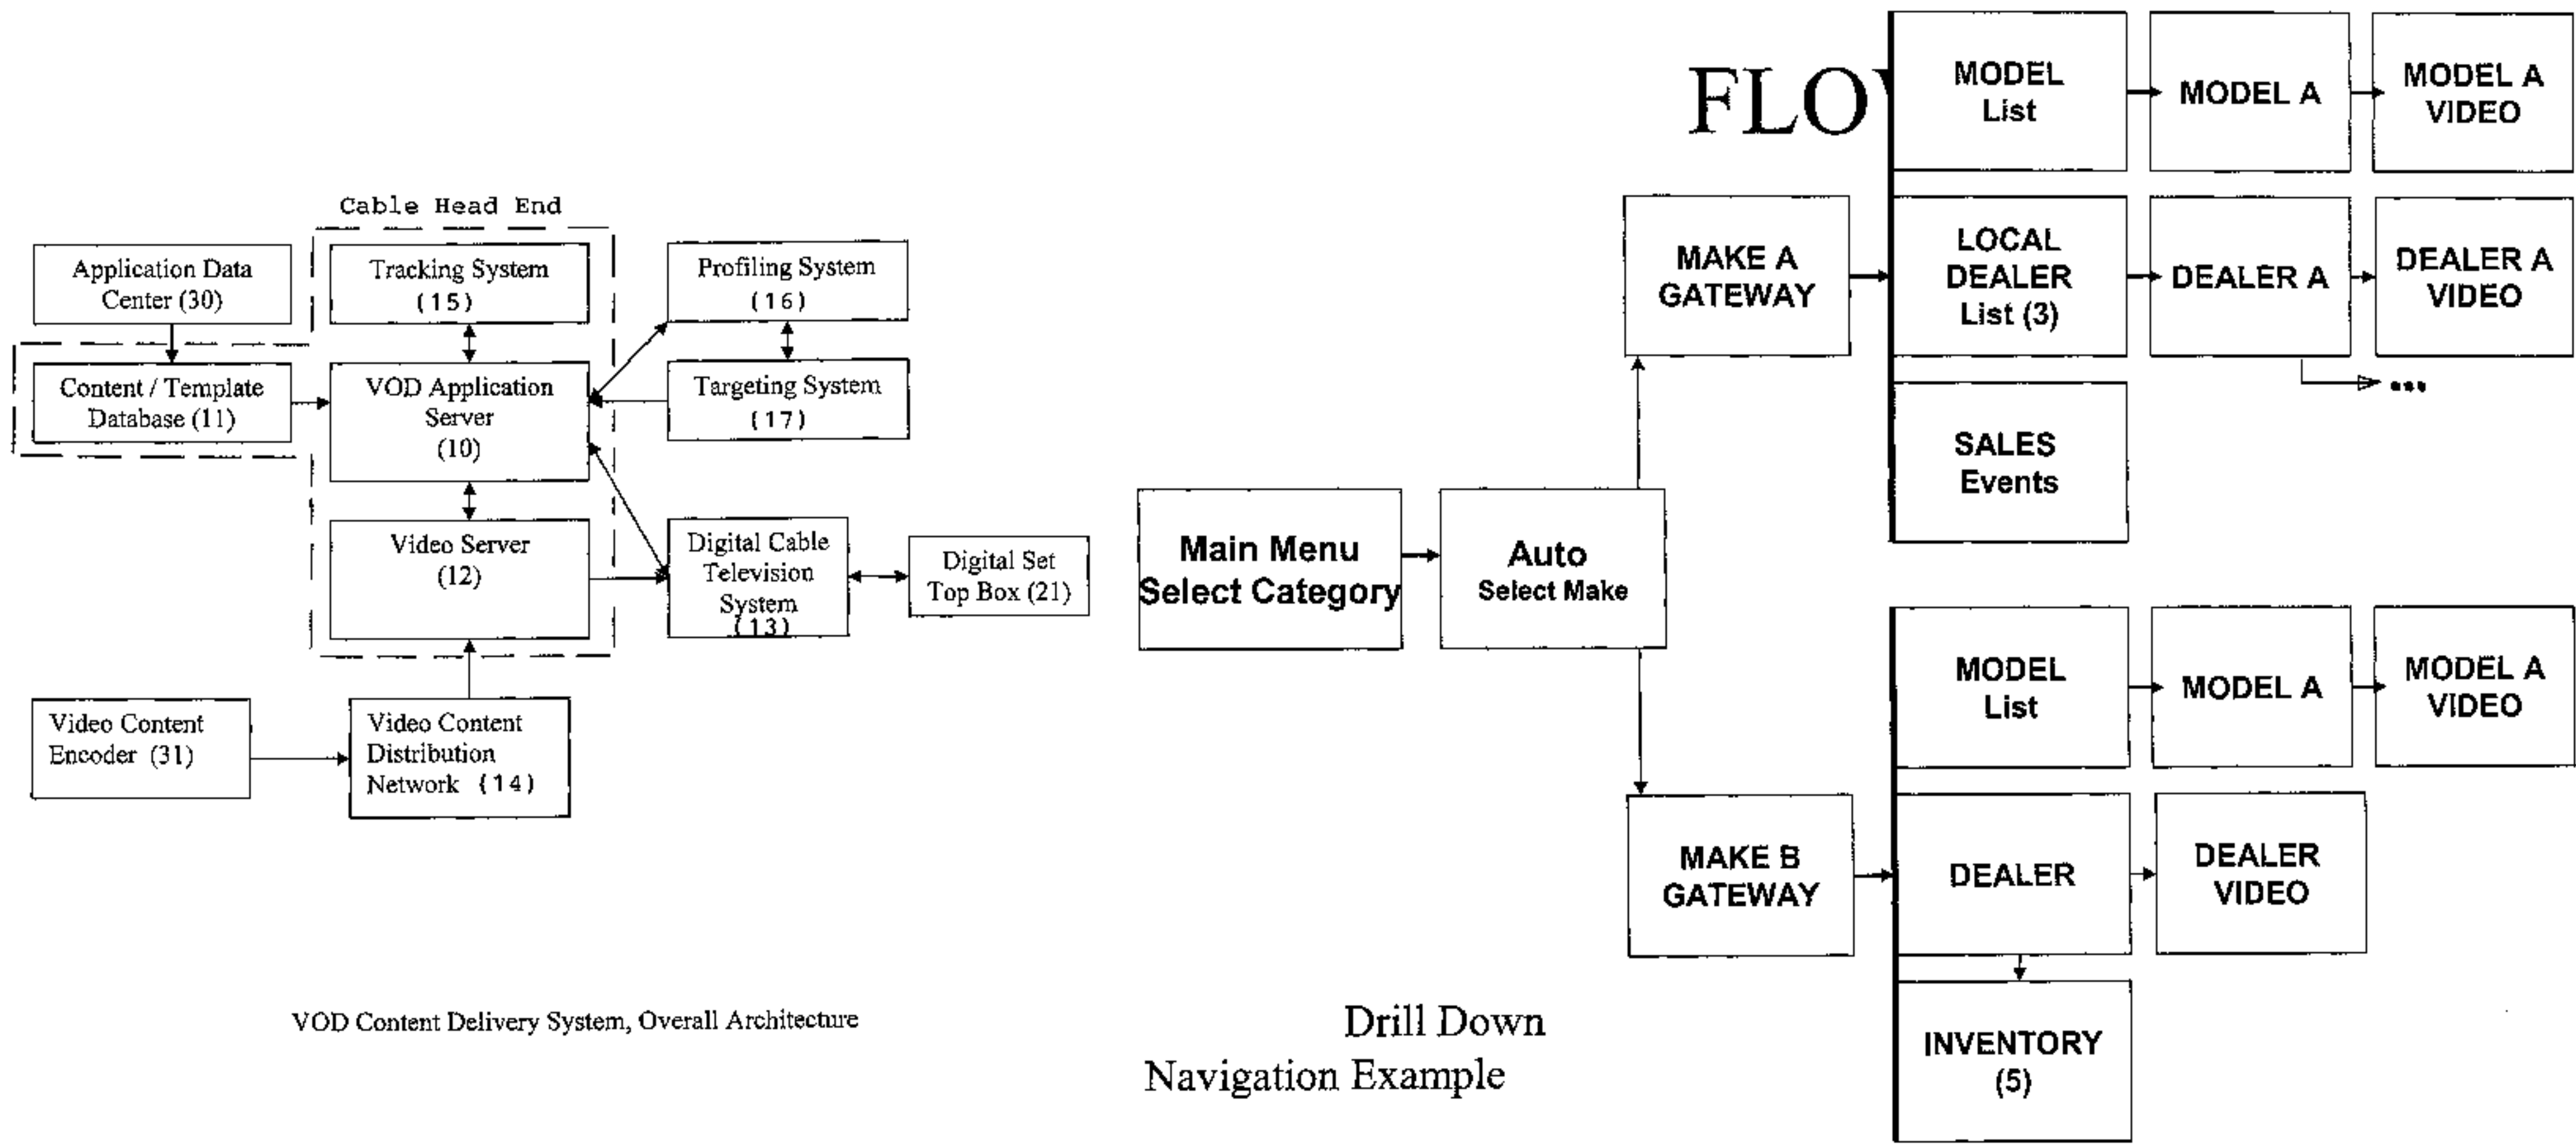 Cable Head End
Application Data
Center (30)
Tracking System
(15)
Profiling System
(16)
Content / Template
Database (11)
VOD Application
Server
(10)
Targeting System
(17)
Video Server
(12)
Digital Cable
Television
System
(13)
Digital Set
Top Box (21)
Video Content
Encoder (31)
Video Content
Distribution
Network (14)
VOD Content Delivery System, Overall Architecture
FLO
MODEL
List
MODEL A
MODEL A
VIDEO
MAKE A
GATEWAY
LOCAL
DEALER
List (3)
DEALER A
DEALER A
VIDEO
...
SALES
Events
Main Menu
Select Category
Auto
Select Make
MODEL
List
MODEL A
MODEL A
VIDEO
MAKE B
GATEWAY
DEALER
DEALER
VIDEO
INVENTORY
(5)
Drill Down
Navigation Example